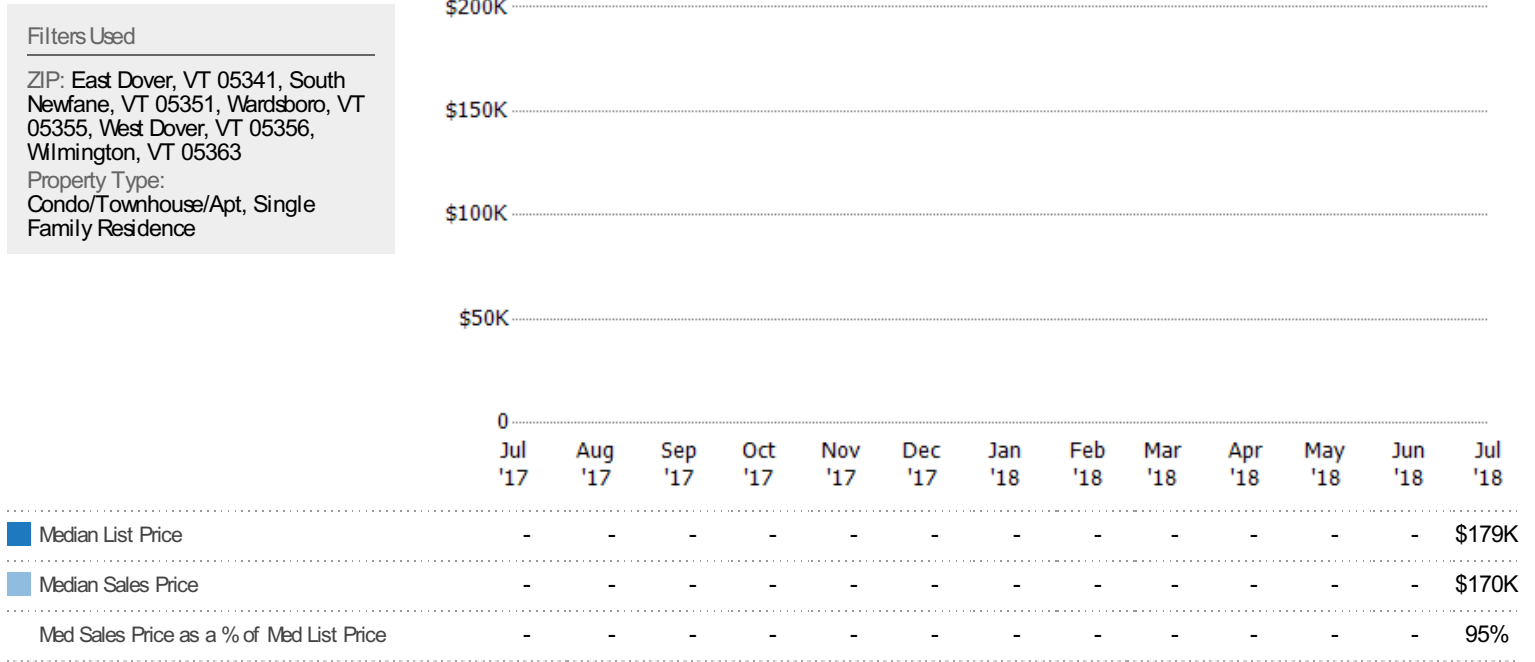 Filters Used
ZIP: East Dover, VT 05341, South
Newfane, VT 05351, Wardsboro, VT
05355, West Dover, VT 05356,
Wilmington, VT 05363
Property Type:
Condo/Townhouse/Apt, Single
Family Residence
$200K
$150K
$100K
$50K
0
Jul '17 Aug '17 Sep '17 Oct '17 Nov '17 Dec '17 Jan '18 Feb '18 Mar '18 Apr '18 May '18 Jun '18 Jul '18
Median List Price - - - - - - - - - - - - $179K
Median Sales Price - - - - - - - - - - - - $170K
Med Sales Price as a % of Med List Price - - - - - - - - - - - - 95%